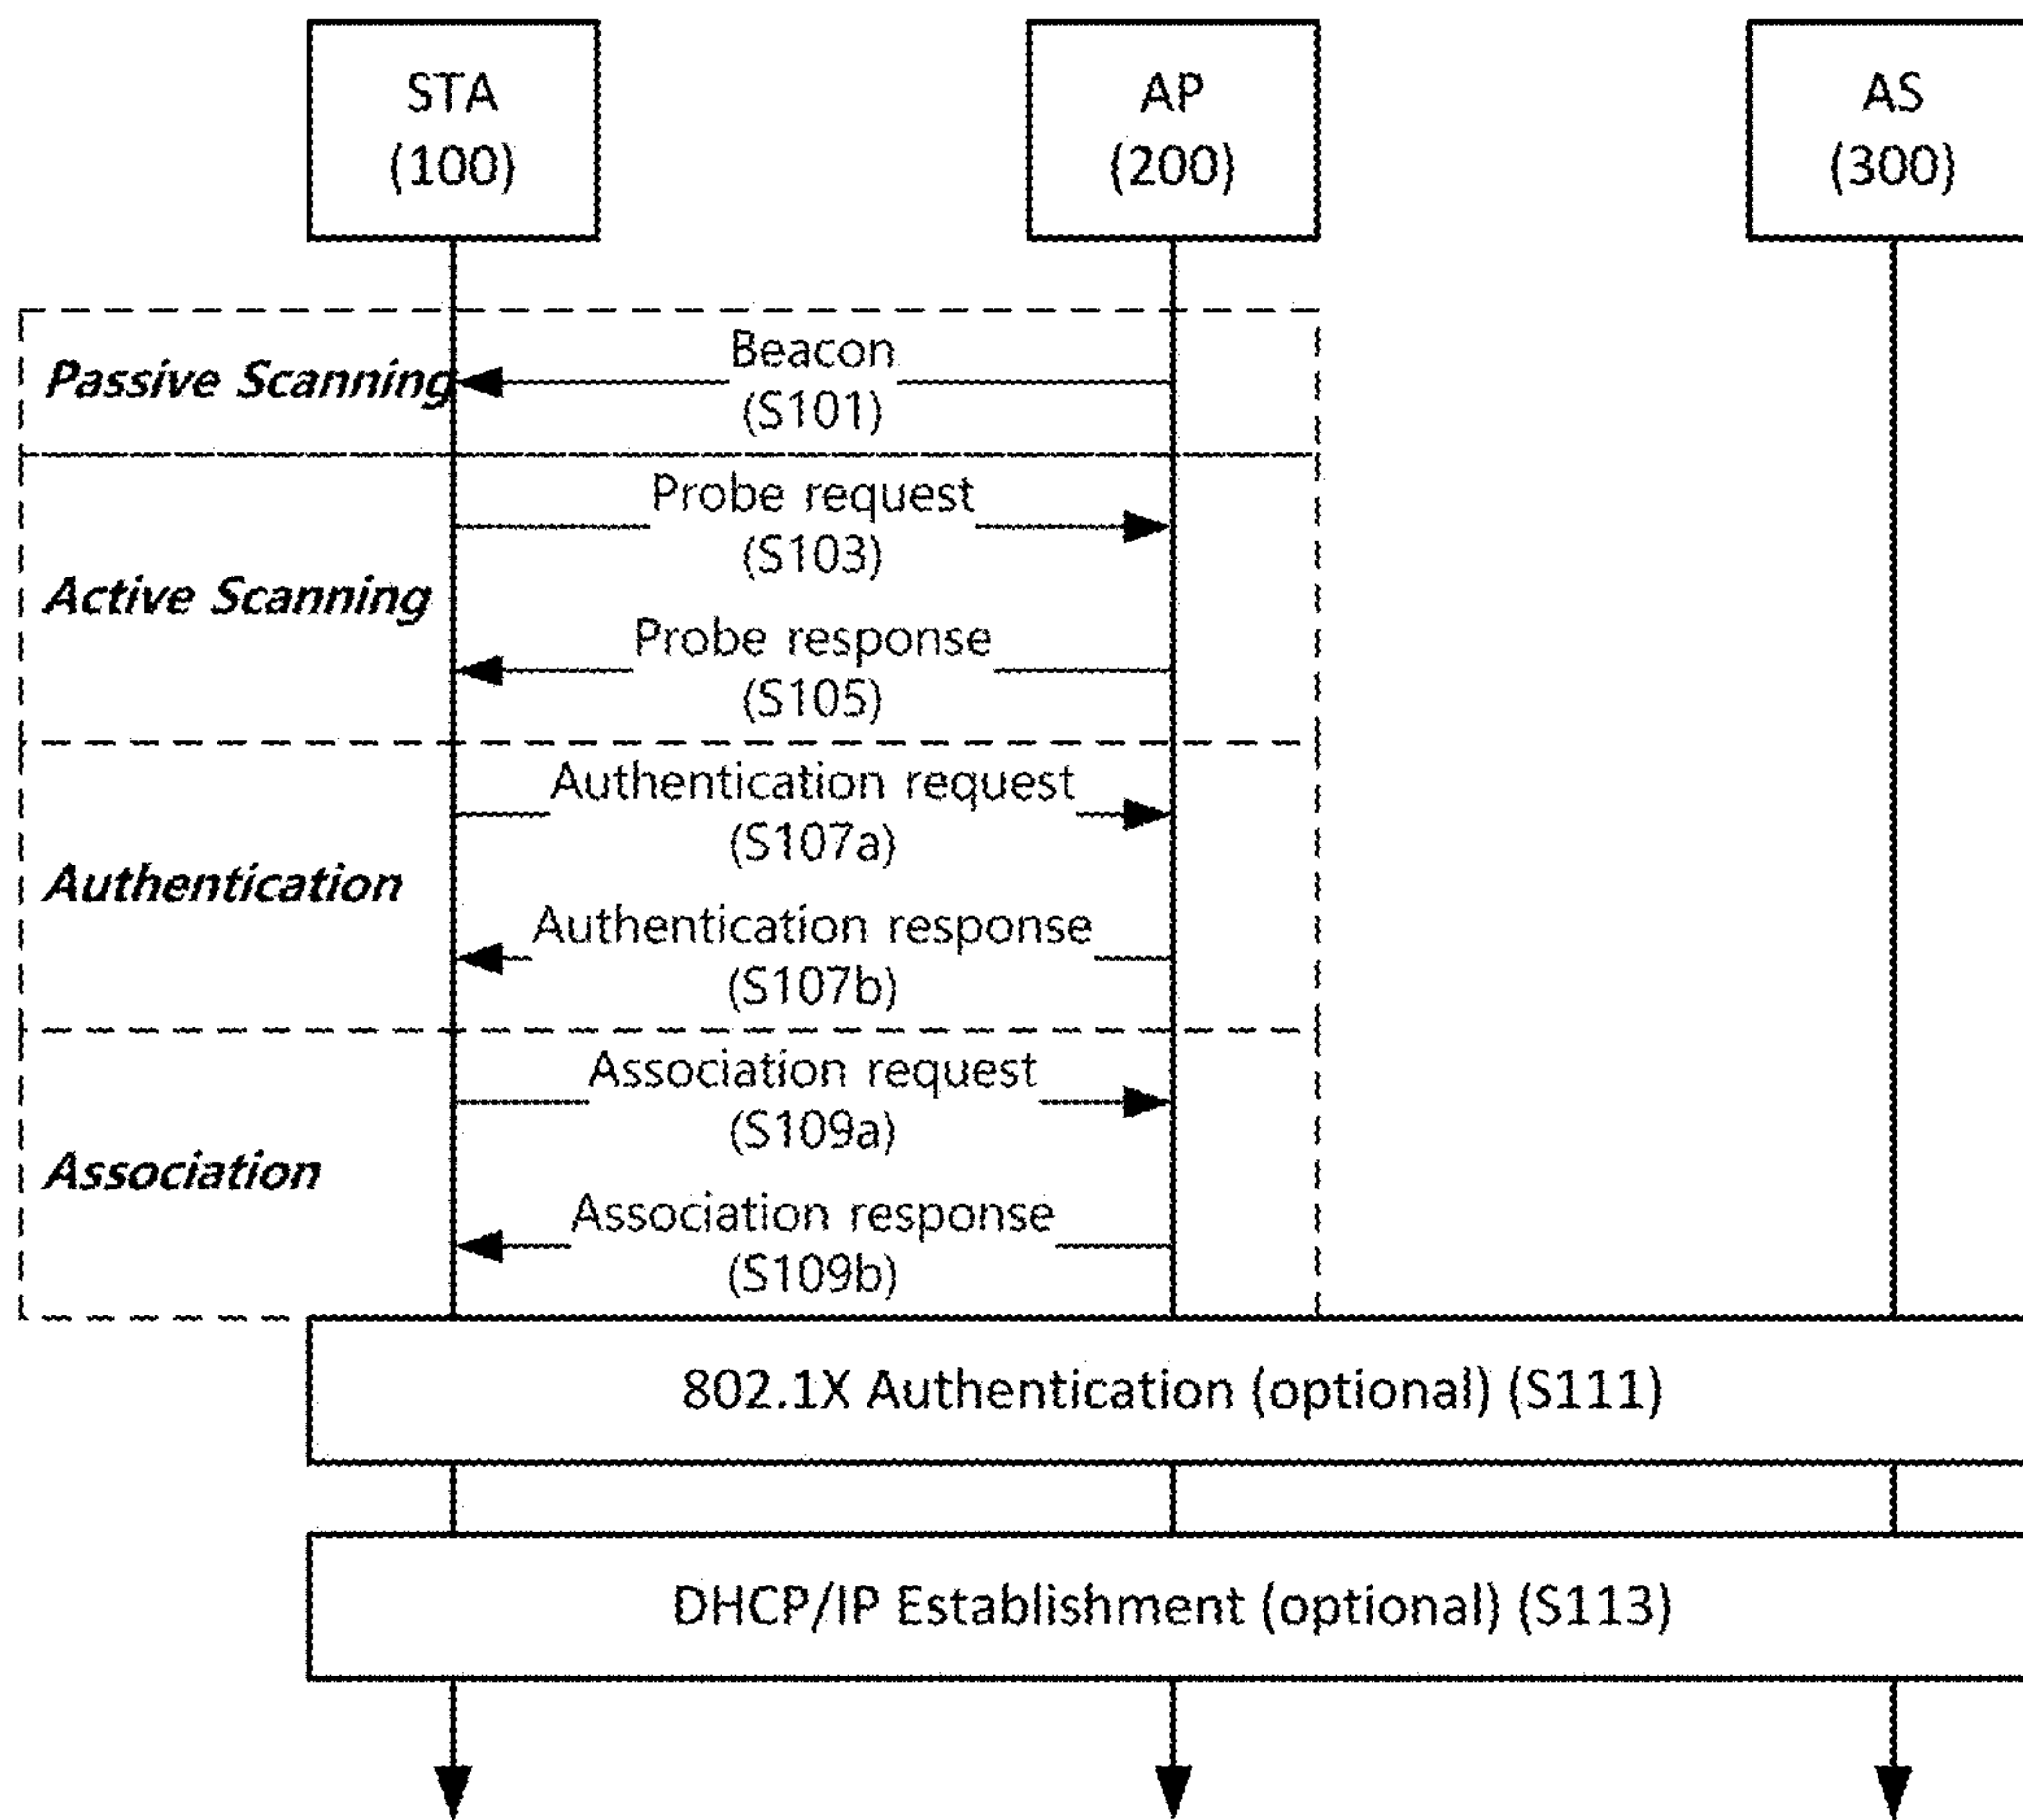 STA
(100)
AP
(200)
AS
(300)
Passive Scanning
Beacon
(S101)
Active Scanning
Probe request
(S103)
Probe response
(S105)
Authentication
Authentication request
(S107a)
Authentication response
(S107b)
Association
Association request
(S109a)
Association response
(S109b)
802.1X Authentication (optional) (S111)
DHCP/IP Establishment (optional) (S113)